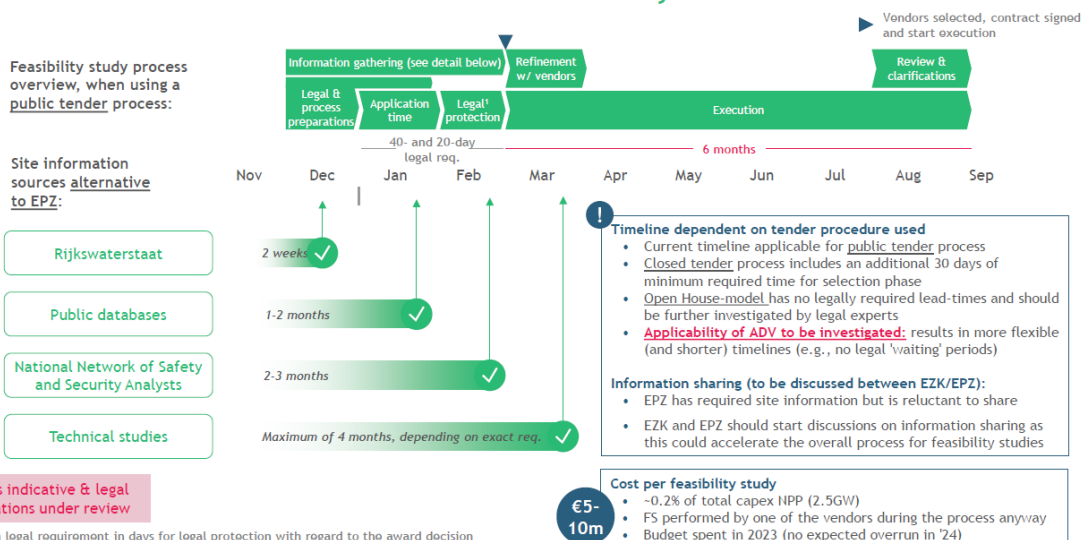 Vendors selected, contract signed
and start execution
Feasibility study process
overview, when using a
public tender process:
Information gathering (see detail below)
Refinement
w/ vendors
Review &
clarifications
Legal &
process
preparations
Application
time
Legal¹
protection
Execution
40- and 20-day
legal req.
6 months
Site information
sources alternative
to EPZ:
Nov Dec Jan Feb Mar Apr May Jun Jul Aug Sep
Rijkswaterstaat
2 weeks
Public databases
1-2 months
National Network of Safety
and Security Analysts
2-3 months
Technical studies
Maximum of 4 months, depending on exact req.
!
Timeline dependent on tender procedure used
• Current timeline applicable for public tender process
• Closed tender process includes an additional 30 days of
minimum required time for selection phase
• Open House-model has no legally required lead-times and should
be further investigated by legal experts
• Applicability of ADV to be investigated: results in more flexible
(and shorter) timelines (e.g., no legal 'waiting' periods)
Information sharing (to be discussed between EZK/EPZ):
• EPZ has required site information but is reluctant to share
• EZK and EPZ should start discussions on information sharing as
this could accelerate the overall process for feasibility studies
s indicative & legal
ations under review
€5-
10m
Cost per feasibility study
• ~0.2% of total capex NPP (2.5GW)
• FS performed by one of the vendors during the process anyway
• Budget spent in 2023 (no expected overrun in '24)
legal requirement in days for legal protection with regard to the award decision